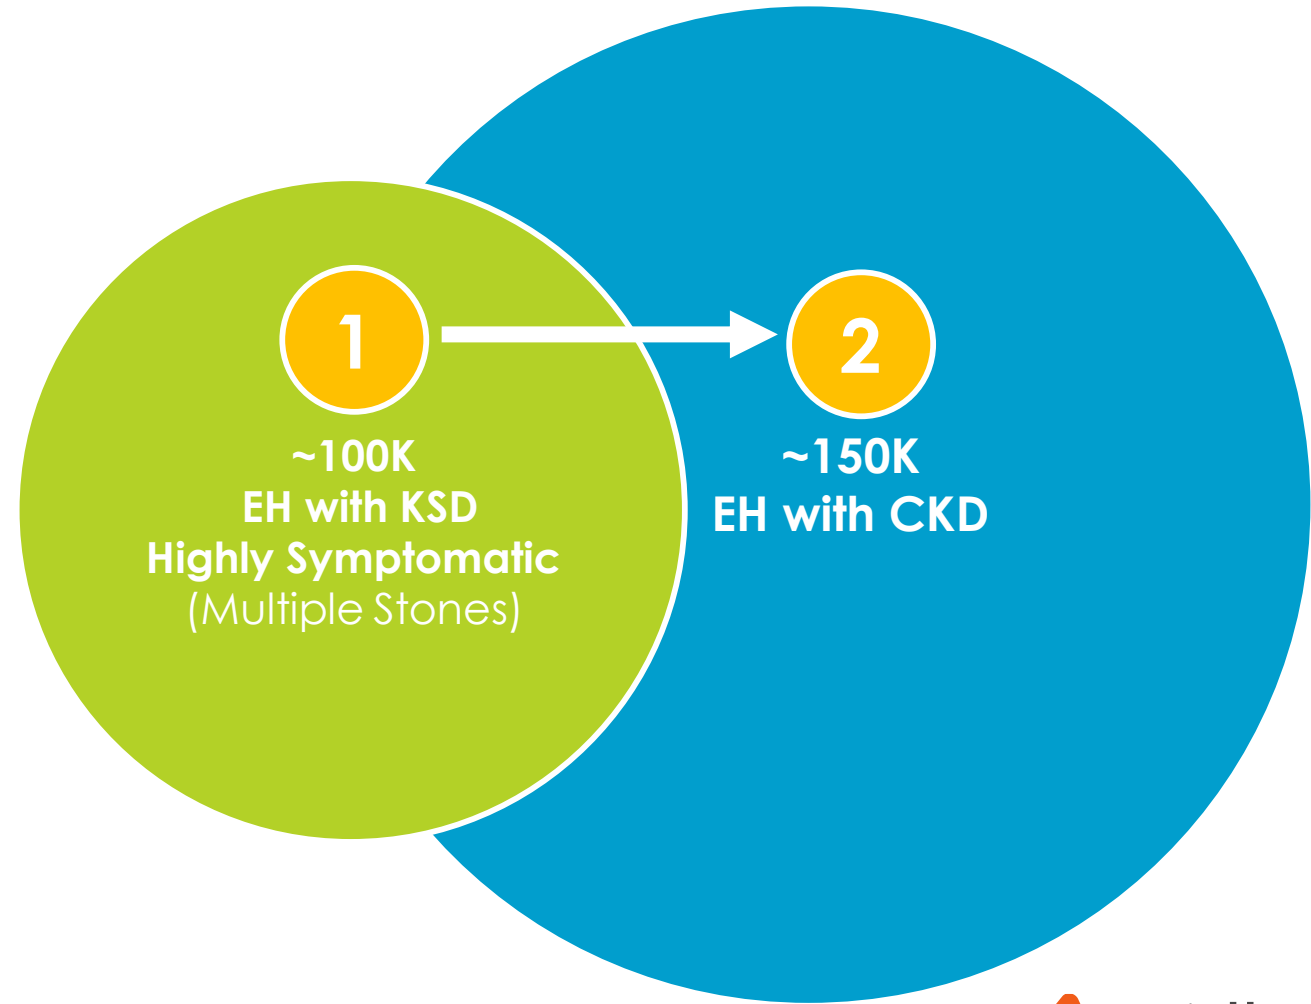 1
~100K
EH with KSD
Highly Symptomatic
(Multiple Stones)
2
~150K
EH with CKD